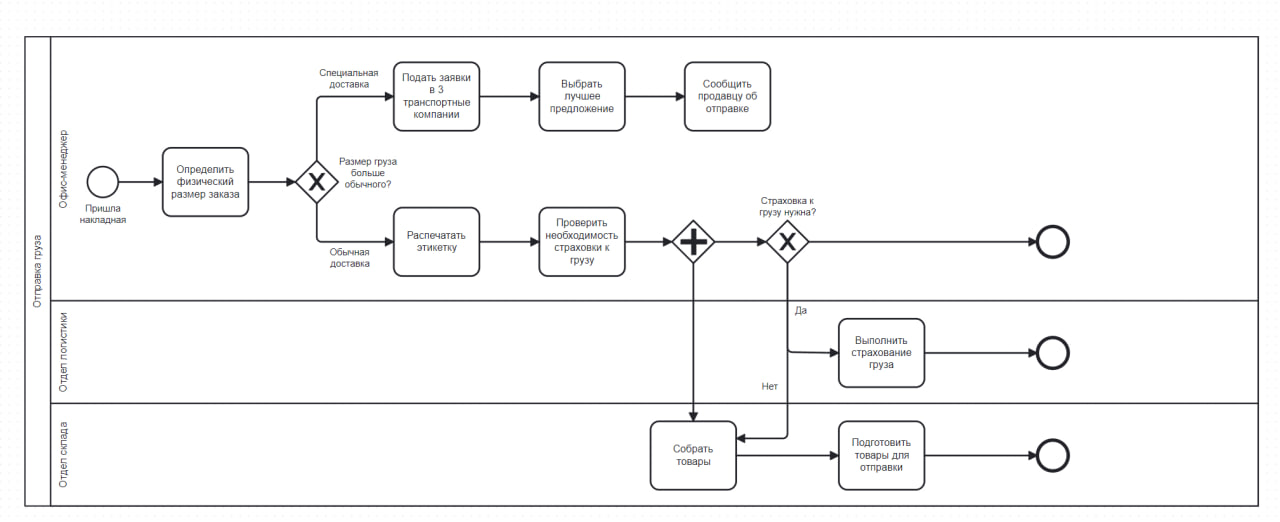 Отправка груза
Офис-менеджер
Отдел логистики
Отдел склада
Пришла
накладная
Определить
физический
размер заказа
Размер груза
больше
обычного?
Специальная
доставка
Подать заявки
в 3
транспортные
компании
Выбрать
лучшее
предложение
Сообщить
продавцу об
отправке
Обычная
доставка
Распечатать
этикетку
Проверить
необходимость
страховки к
грузу
Страховка к
грузу нужна?
Да
Выполнить
страхование
груза
Нет
Собрать
товары
Подготовить
товары для
отправки